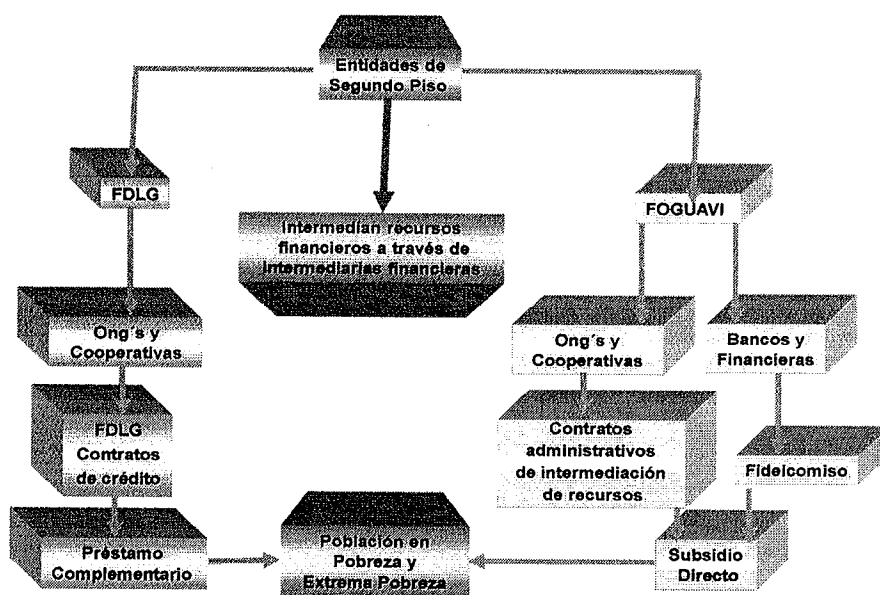 Entidades de
Segundo Piso
FDLG
FOGUAVI
Intermedian recursos
financieros a través de
intermediarias financieras
Ong´s y
Cooperativas
Ong´s y
Cooperativas
Bancos y
Financieras
FDLG
Contratos
de crédito
Contratos
administrativos
de intermediación
de recursos
Fideicomiso
Préstamo
Complementario
Población en
Pobreza y
Extrema Pobreza
Subsidio
Directo